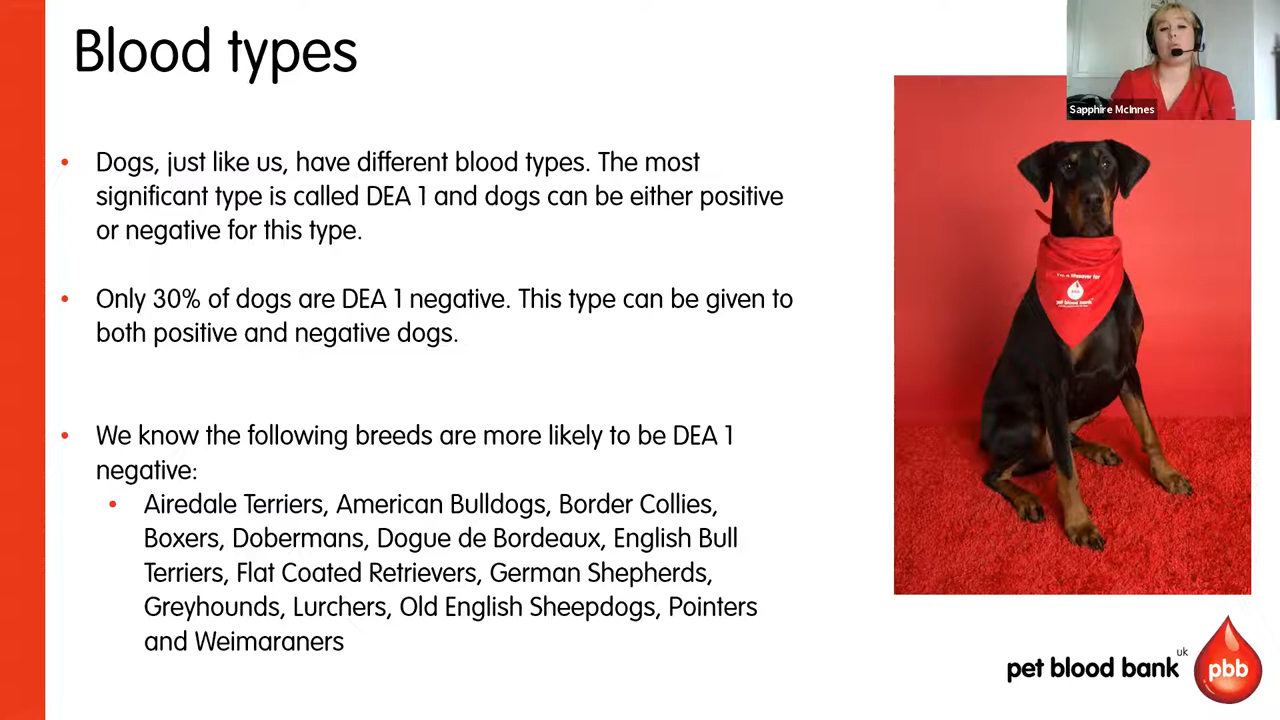 Blood types
Sapphire McInnes
• Dogs, just like us, have different blood types. The most
significant type is called DEA 1 and dogs can be either positive
or negative for this type.
• Only 30% of dogs are DEA 1 negative. This type can be given to
both positive and negative dogs.
• We know the following breeds are more likely to be DEA 1
negative:
• Airedale Terriers, American Bulldogs, Border Collies,
Boxers, Dobermans, Dogue de Bordeaux, English Bull
Terriers, Flat Coated Retrievers, German Shepherds,
Greyhounds, Lurchers, Old English Sheepdogs, Pointers
and Weimaraners
pbb
pet blood bank
pet blood bank uk
pbb